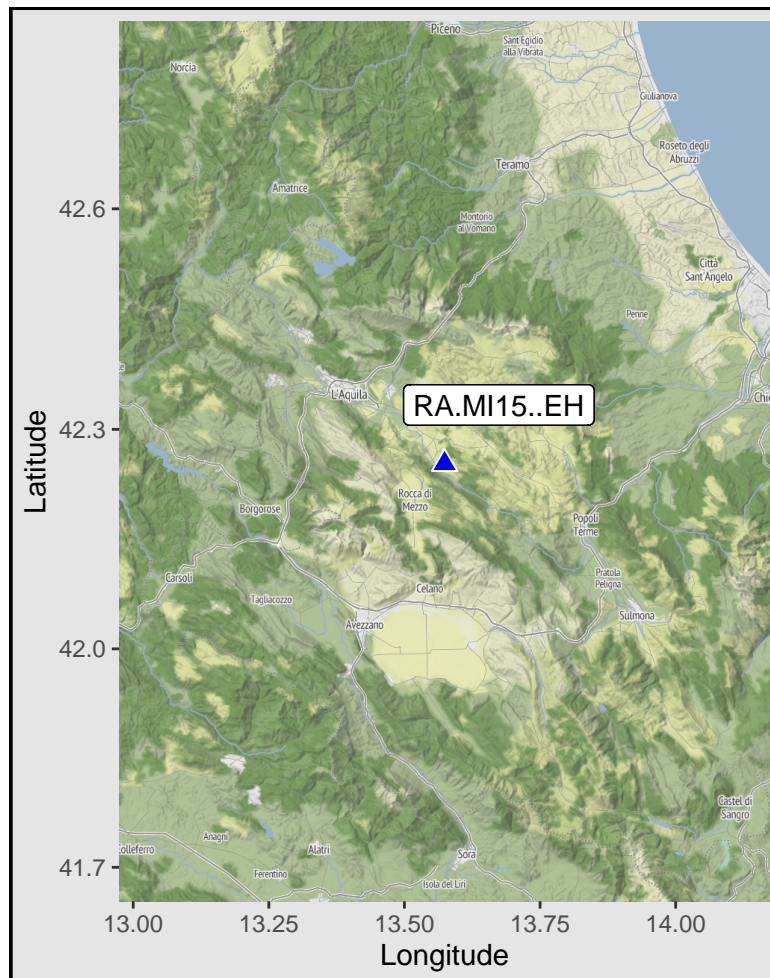 Piceno
Sant'Egidio
alla Vibrata
Norcia
Giulianova
Roseto degli
Abruzzi
Teramo
Amatrice
42.6
Montorio
al Vomano
Città
Sant'Angelo
Penne
L'Aquila
RA.MI15..EH
Chie
42.3
Latitude
Rocca di
Mezzo
Borgorose
Popoli
Terme
Carsoli
Celano
Pratola
Peligna
Tagliacozzo
Sulmona
Avezzano
42.0
Castel di
Sangro
Anagni
Alatri
Colleferro
Sora
41.7
Ferentino
Isola del Liri
13.00
13.25
13.50
13.75
14.00
Longitude